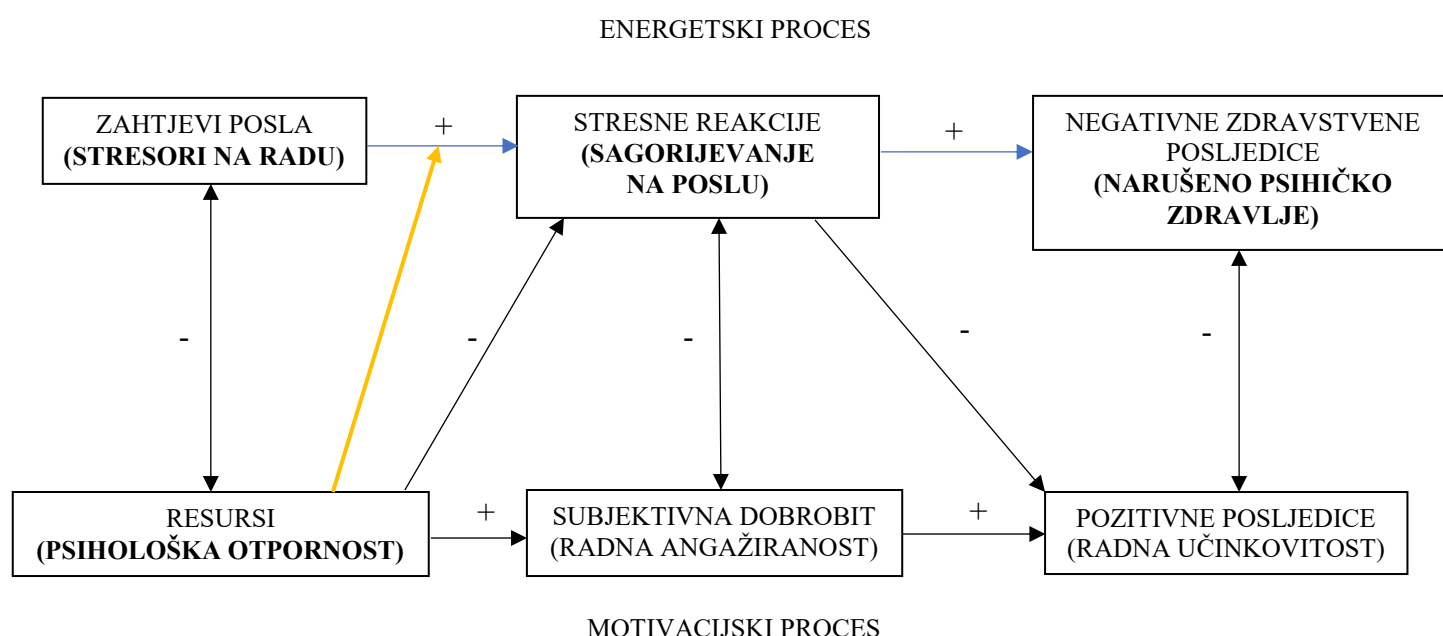 ENERGETSKI PROCES
ZAHTJEVI POSLA
(STRESORI NA RADU)
+
STRESNE REAKCIJE
(SAGORIJEVANJE
NA POSLU)
+
NEGATIVNE ZDRAVSTVENE
POSLJEDICE
(NARUŠENO PSIHIČKO
ZDRAVLJE)
-
-
-
-
-
RESURSI
(PSIHOLOŠKA OTPORNOST)
+
SUBJEKTIVNA DOBROBIT
(RADNA ANGAŽIRANOST)
+
POZITIVNE POSLJEDICE
(RADNA UČINKOVITOST)
MOTIVACIJSKI PROCES